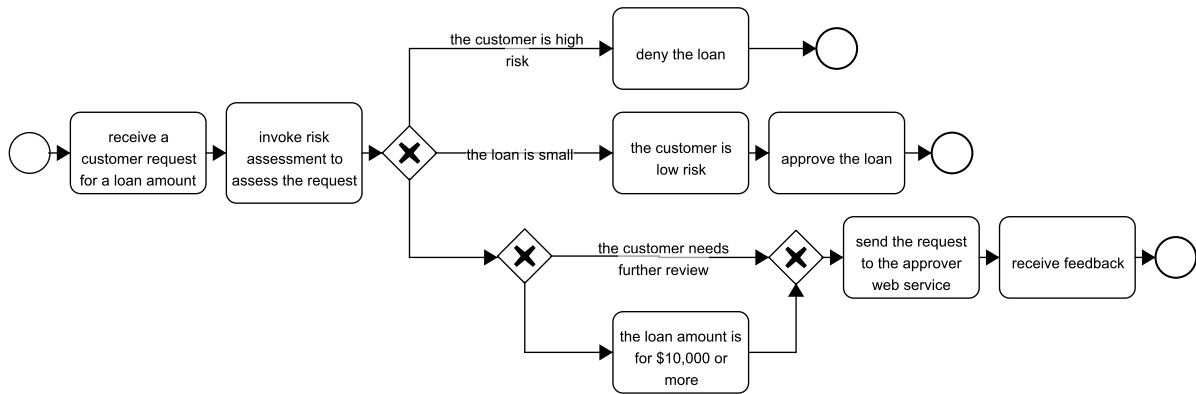 the customer is high
risk
deny the loan
receive a
customer request
for a loan amount
invoke risk
assessment to
assess the request
the loan is small
the customer is
low risk
approve the loan
the customer needs
further review
send the request
to the approver
web service
receive feedback
the loan amount is
for $10,000 or
more